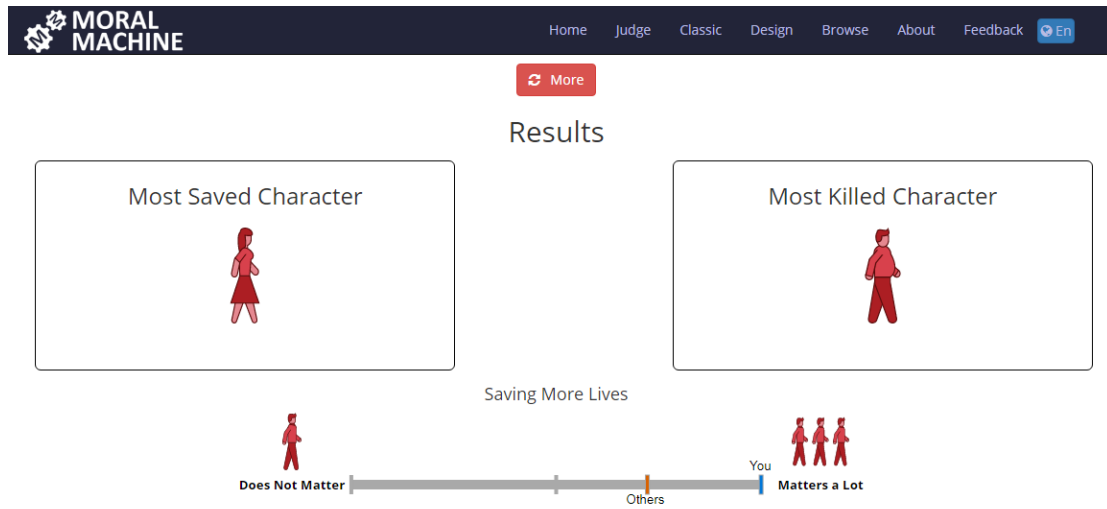 MORAL
MACHINE
Home Judge Classic Design Browse About Feedback En
More
Results
Most Saved Character
Most Killed Character
Saving More Lives
You
Does Not Matter
Matters a Lot
Others